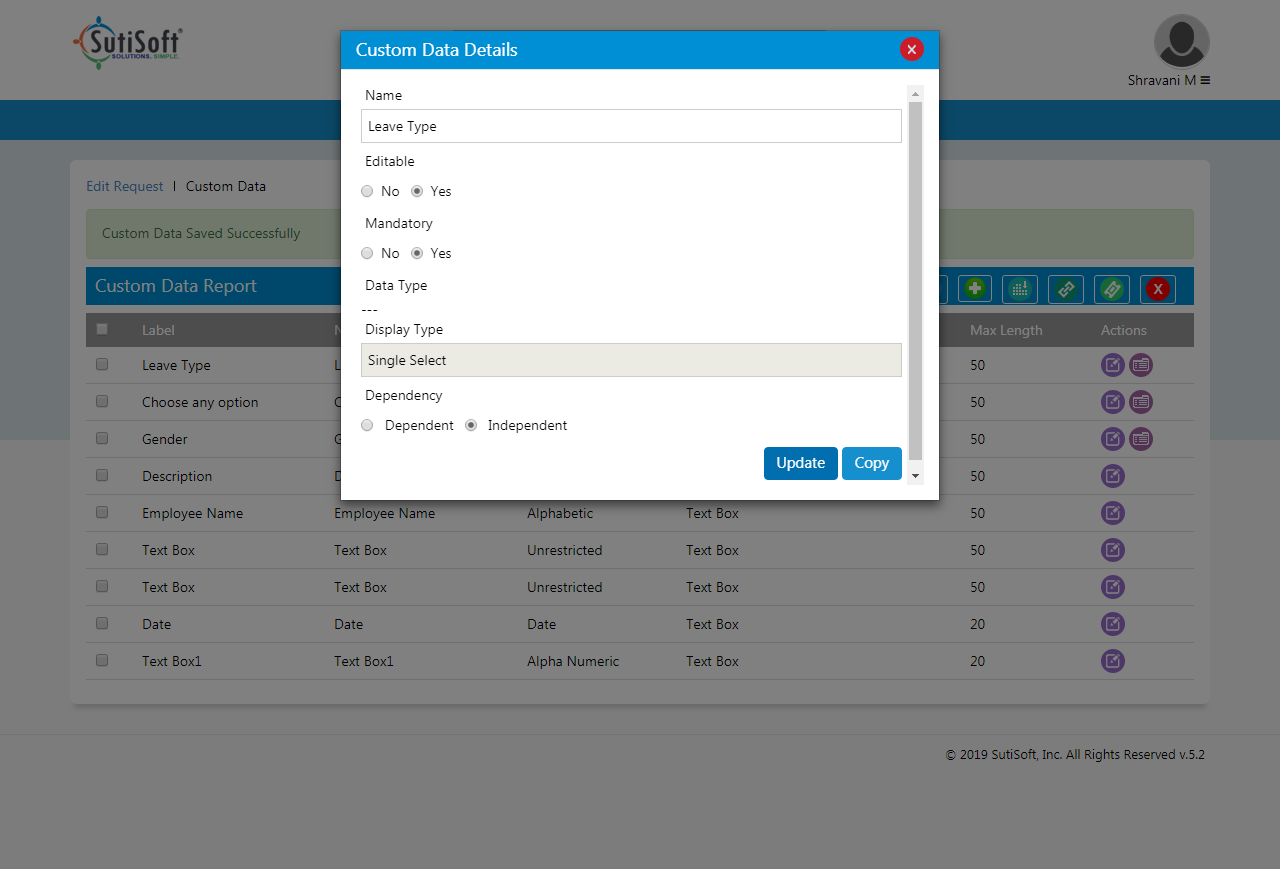 SutiSoft
SOLUTIONS. SIMPLE.
Shravani M
Custom Data Details
Name
Leave Type
Editable
No Yes
Mandatory
No Yes
Data Type
---
Display Type
Single Select
Dependency
Dependent Independent
Update Copy
Edit Request | Custom Data
Custom Data Saved Successfully
Custom Data Report
Label Max Length Actions
Leave Type 50
Choose any option 50
Gender 50
Description 50
Employee Name Employee Name Alphabetic Text Box 50
Text Box Text Box Unrestricted Text Box 50
Text Box Text Box Unrestricted Text Box 50
Date Date Date Text Box 20
Text Box1 Text Box1 Alpha Numeric Text Box 20
© 2019 SutiSoft, Inc. All Rights Reserved v.5.2